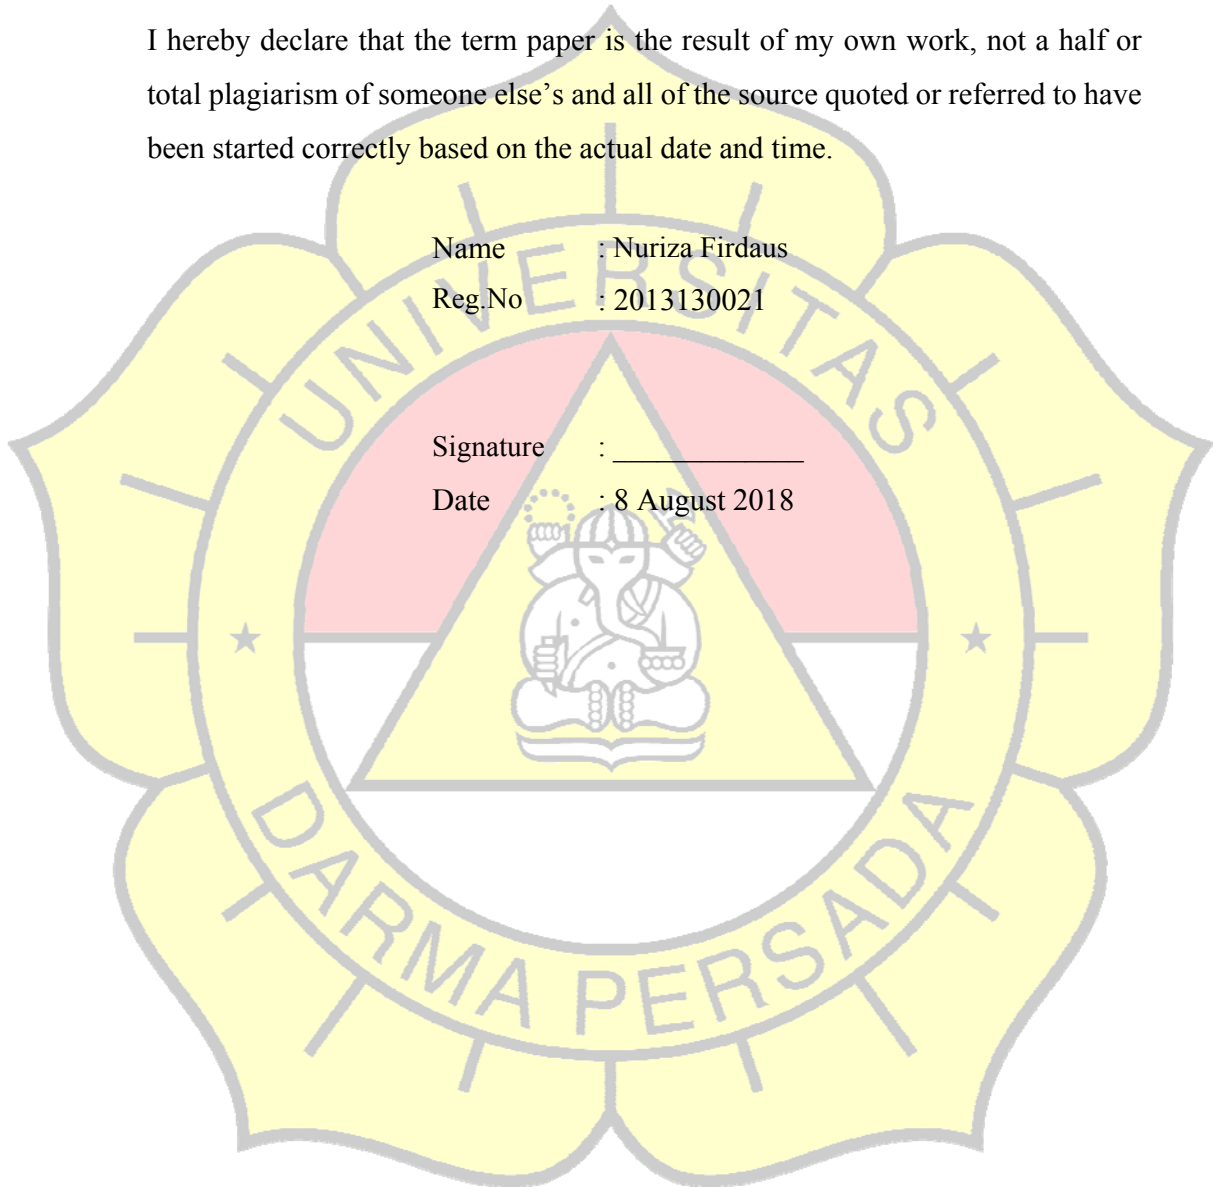 I hereby declare that the term paper is the result of my own work, not a half or
total plagiarism of someone else’s and all of the source quoted or referred to have
been started correctly based on the actual date and time.
Name : Nuriza Firdaus
Reg.No : 2013130021
Signature : _____________
Date : 8 August 2018
UNIVERSITAS
DARMA PERSADA